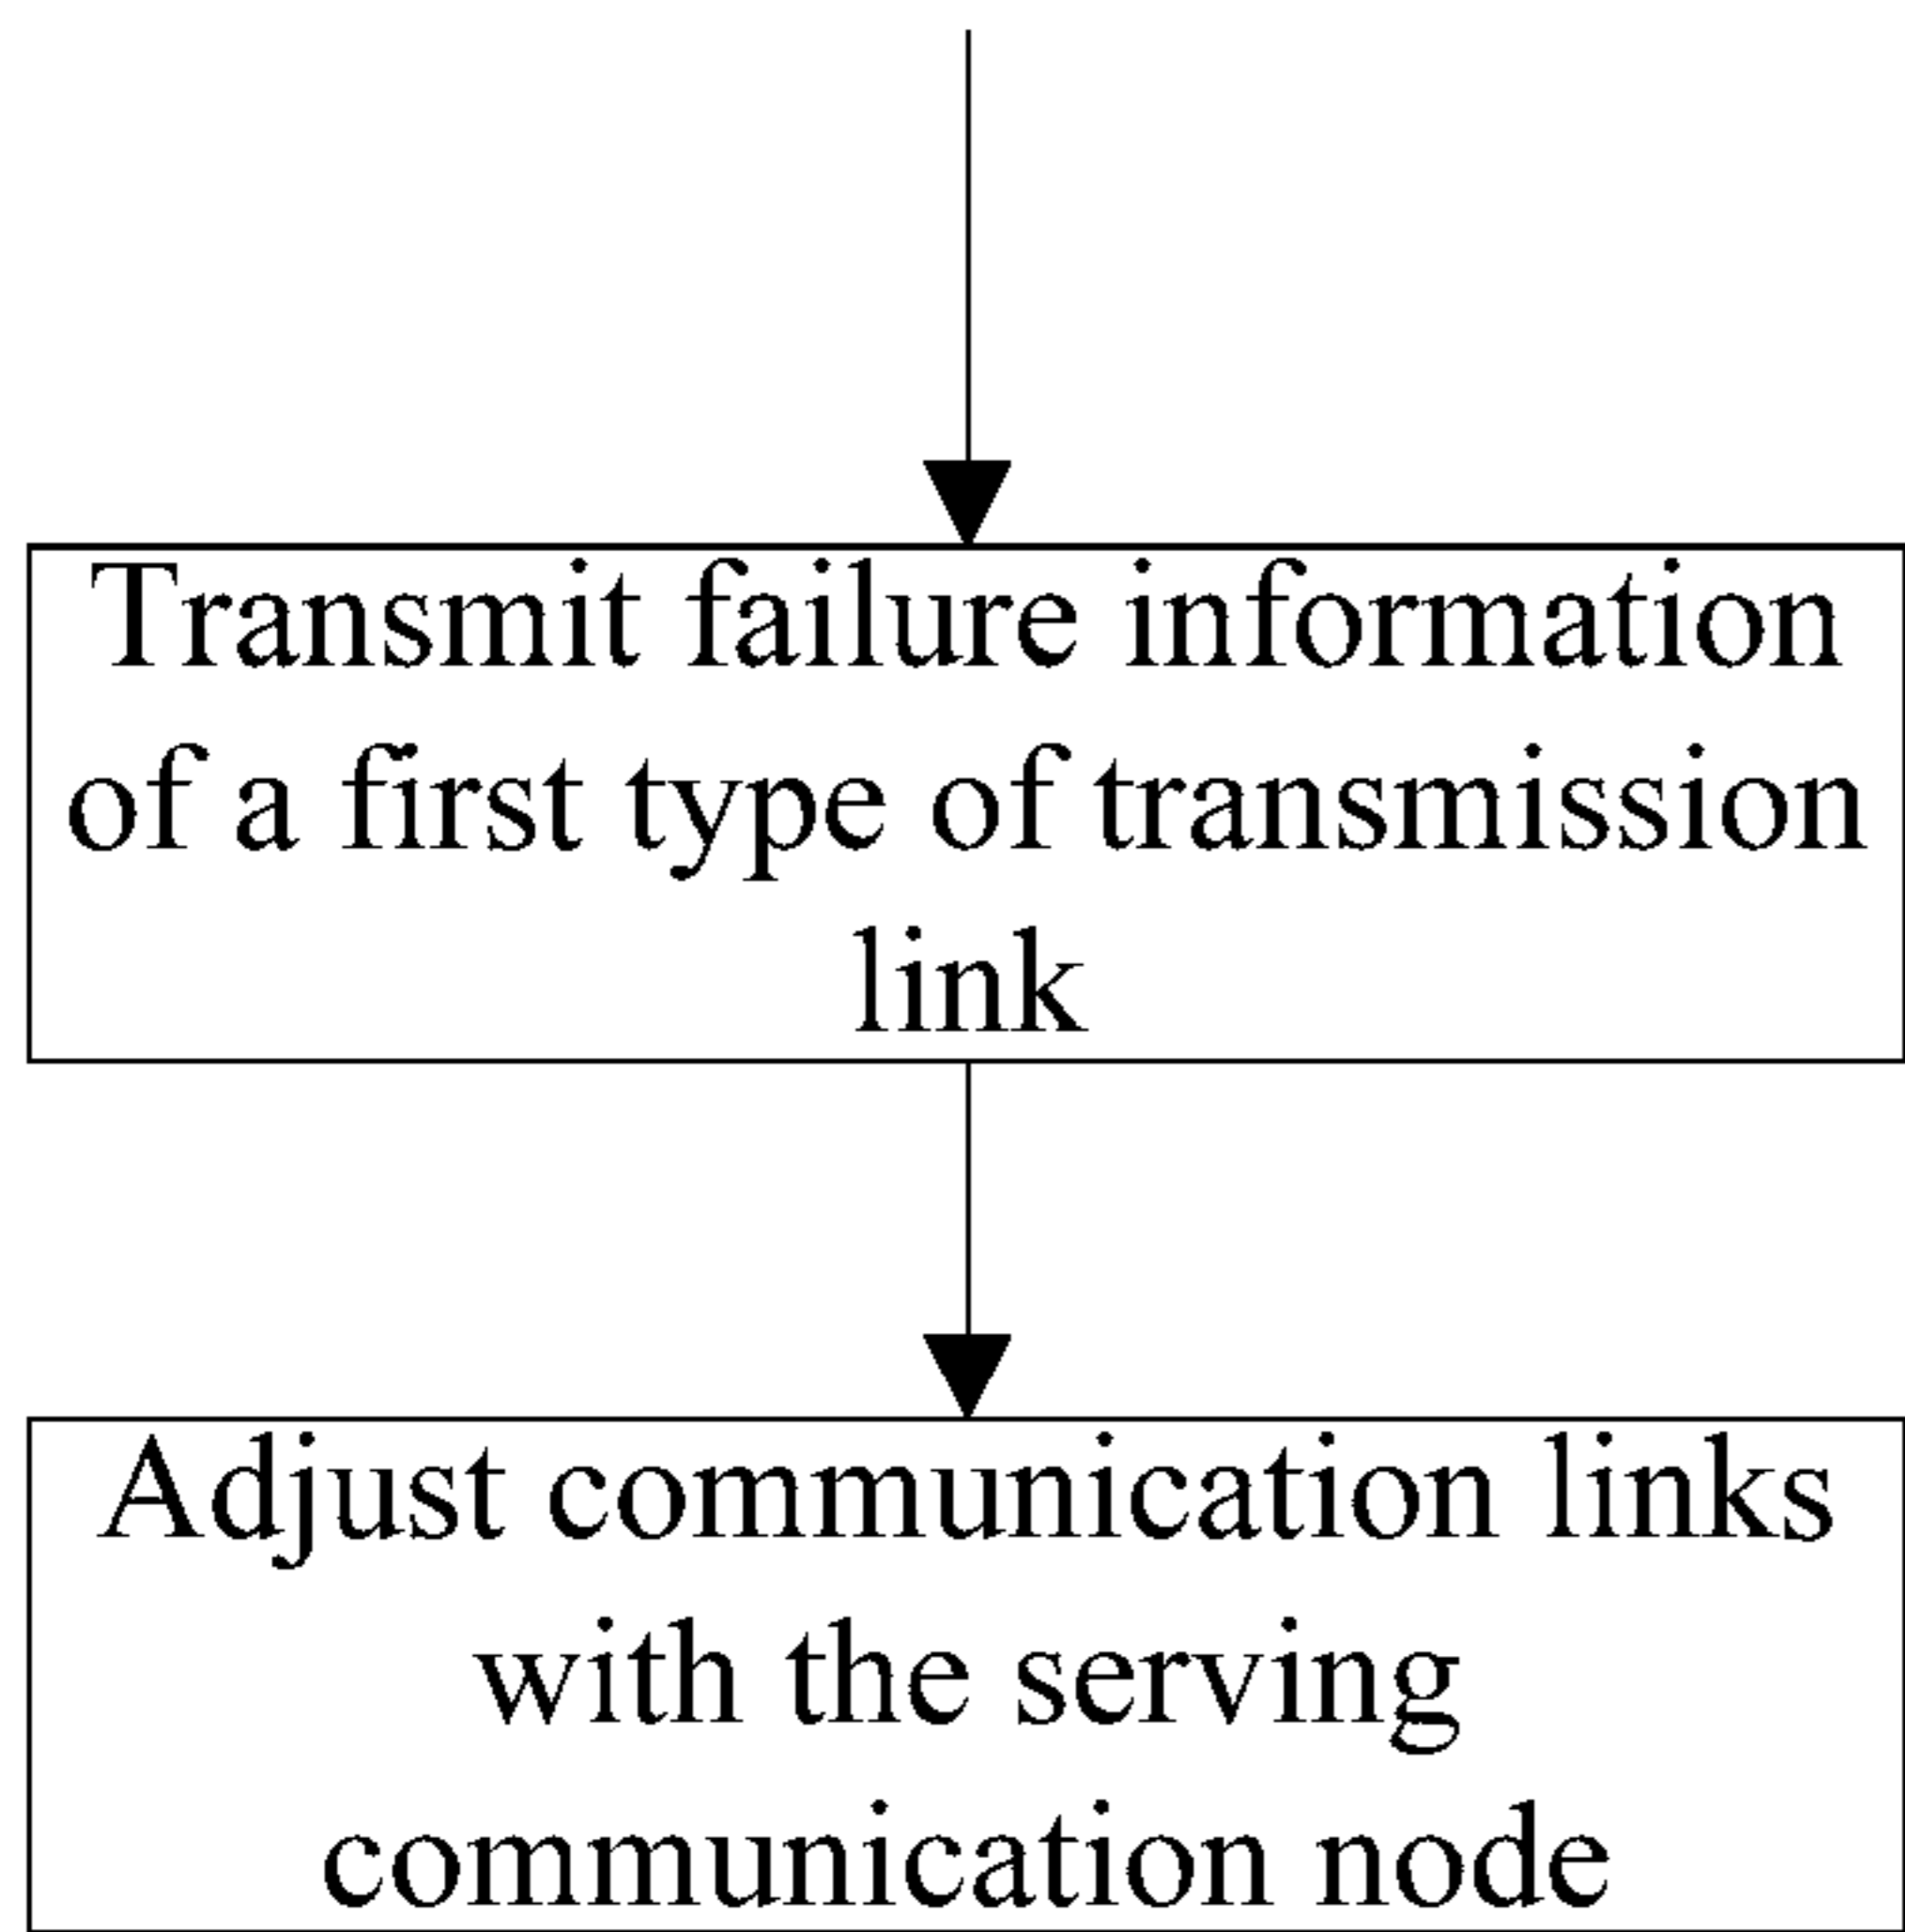 Transmit failure information
of a first type of transmission
link
Adjust communication links
with the serving
communication node